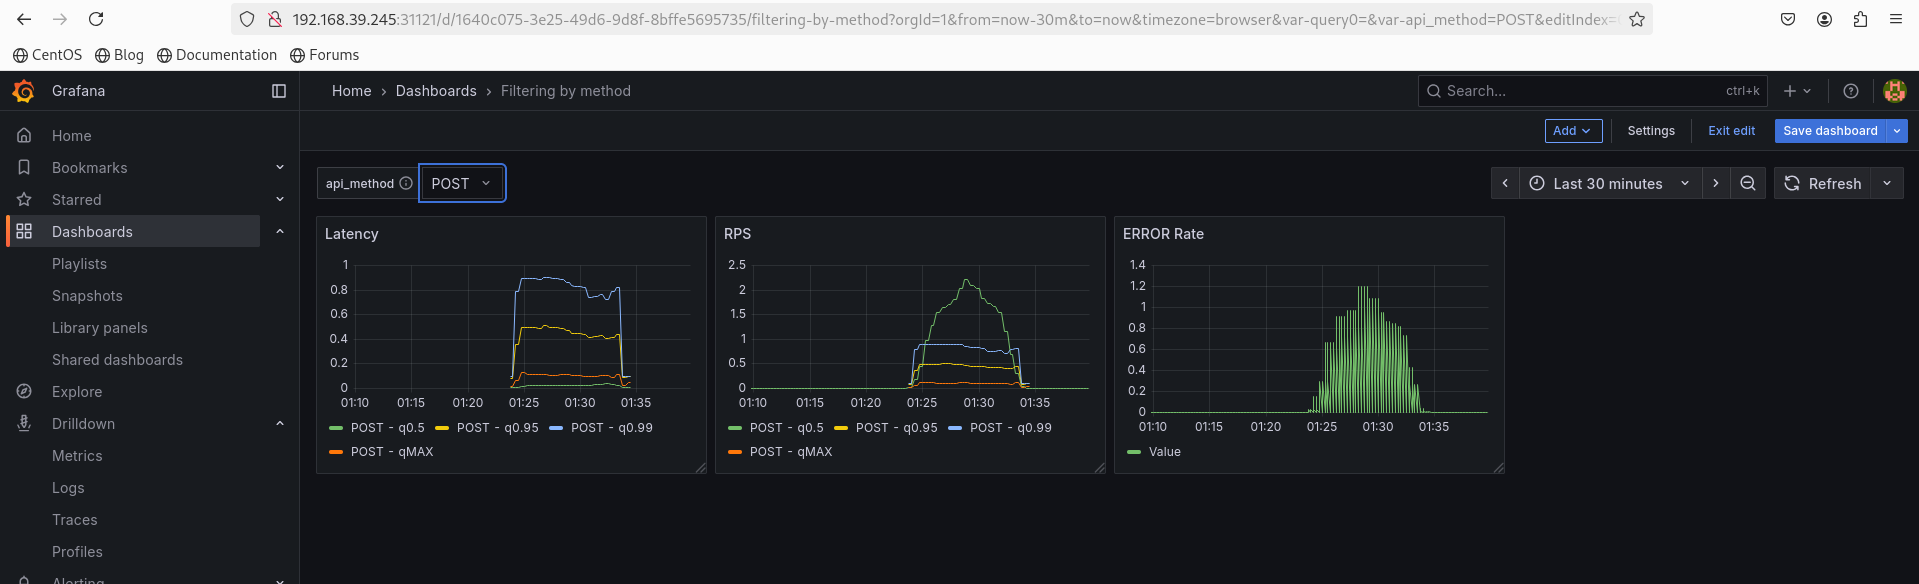 192.168.39.245:31121/d/1640c075-3e25-49d6-9d8f-8bffe5695735/filtering-by-method?orgId=1&from=now-30m&to=now&timezone=browser&var-query0=&var-api_method=POST&editIndex=
CentOS Blog Documentation Forums
Grafana
Home › Dashboards › Filtering by method
Search... ctrl+k
Add Settings Exit edit Save dashboard
Home
Bookmarks
Starred
Dashboards
Playlists
Snapshots
Library panels
Shared dashboards
Explore
Drilldown
Metrics
Logs
Traces
Profiles
Alerting
api_method POST
Last 30 minutes Refresh
Latency
1
0.8
0.6
0.4
0.2
0
01:10 01:15 01:20 01:25 01:30 01:35
POST - q0.5 POST - q0.95 POST - q0.99
POST - qMAX
RPS
2.5
2
1.5
1
0.5
0
01:10 01:15 01:20 01:25 01:30 01:35
POST - q0.5 POST - q0.95 POST - q0.99
POST - qMAX
ERROR Rate
1.4
1.2
1
0.8
0.6
0.4
0.2
0
01:10 01:15 01:20 01:25 01:30 01:35
Value